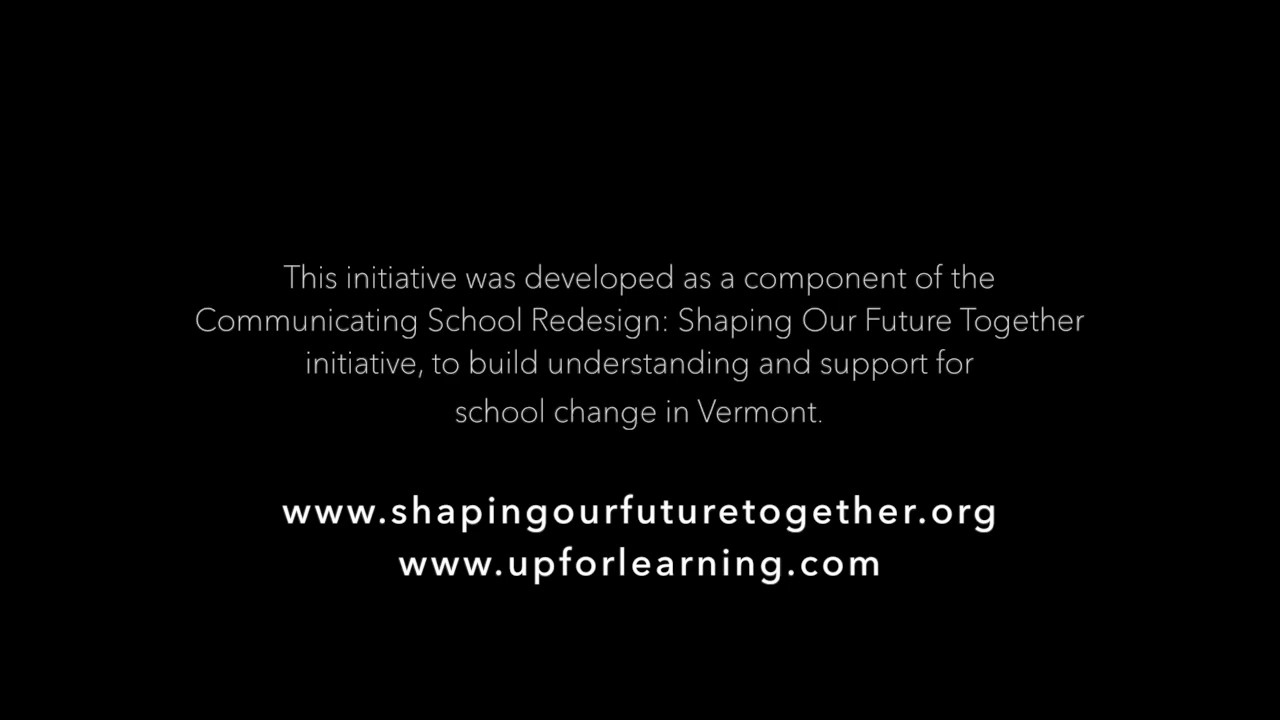 This initiative was developed as a component of the
Communicating School Redesign: Shaping Our Future Together
initiative, to build understanding and support for
school change in Vermont.
www.shapingourfuturetogether.org
www.upforlearning.com